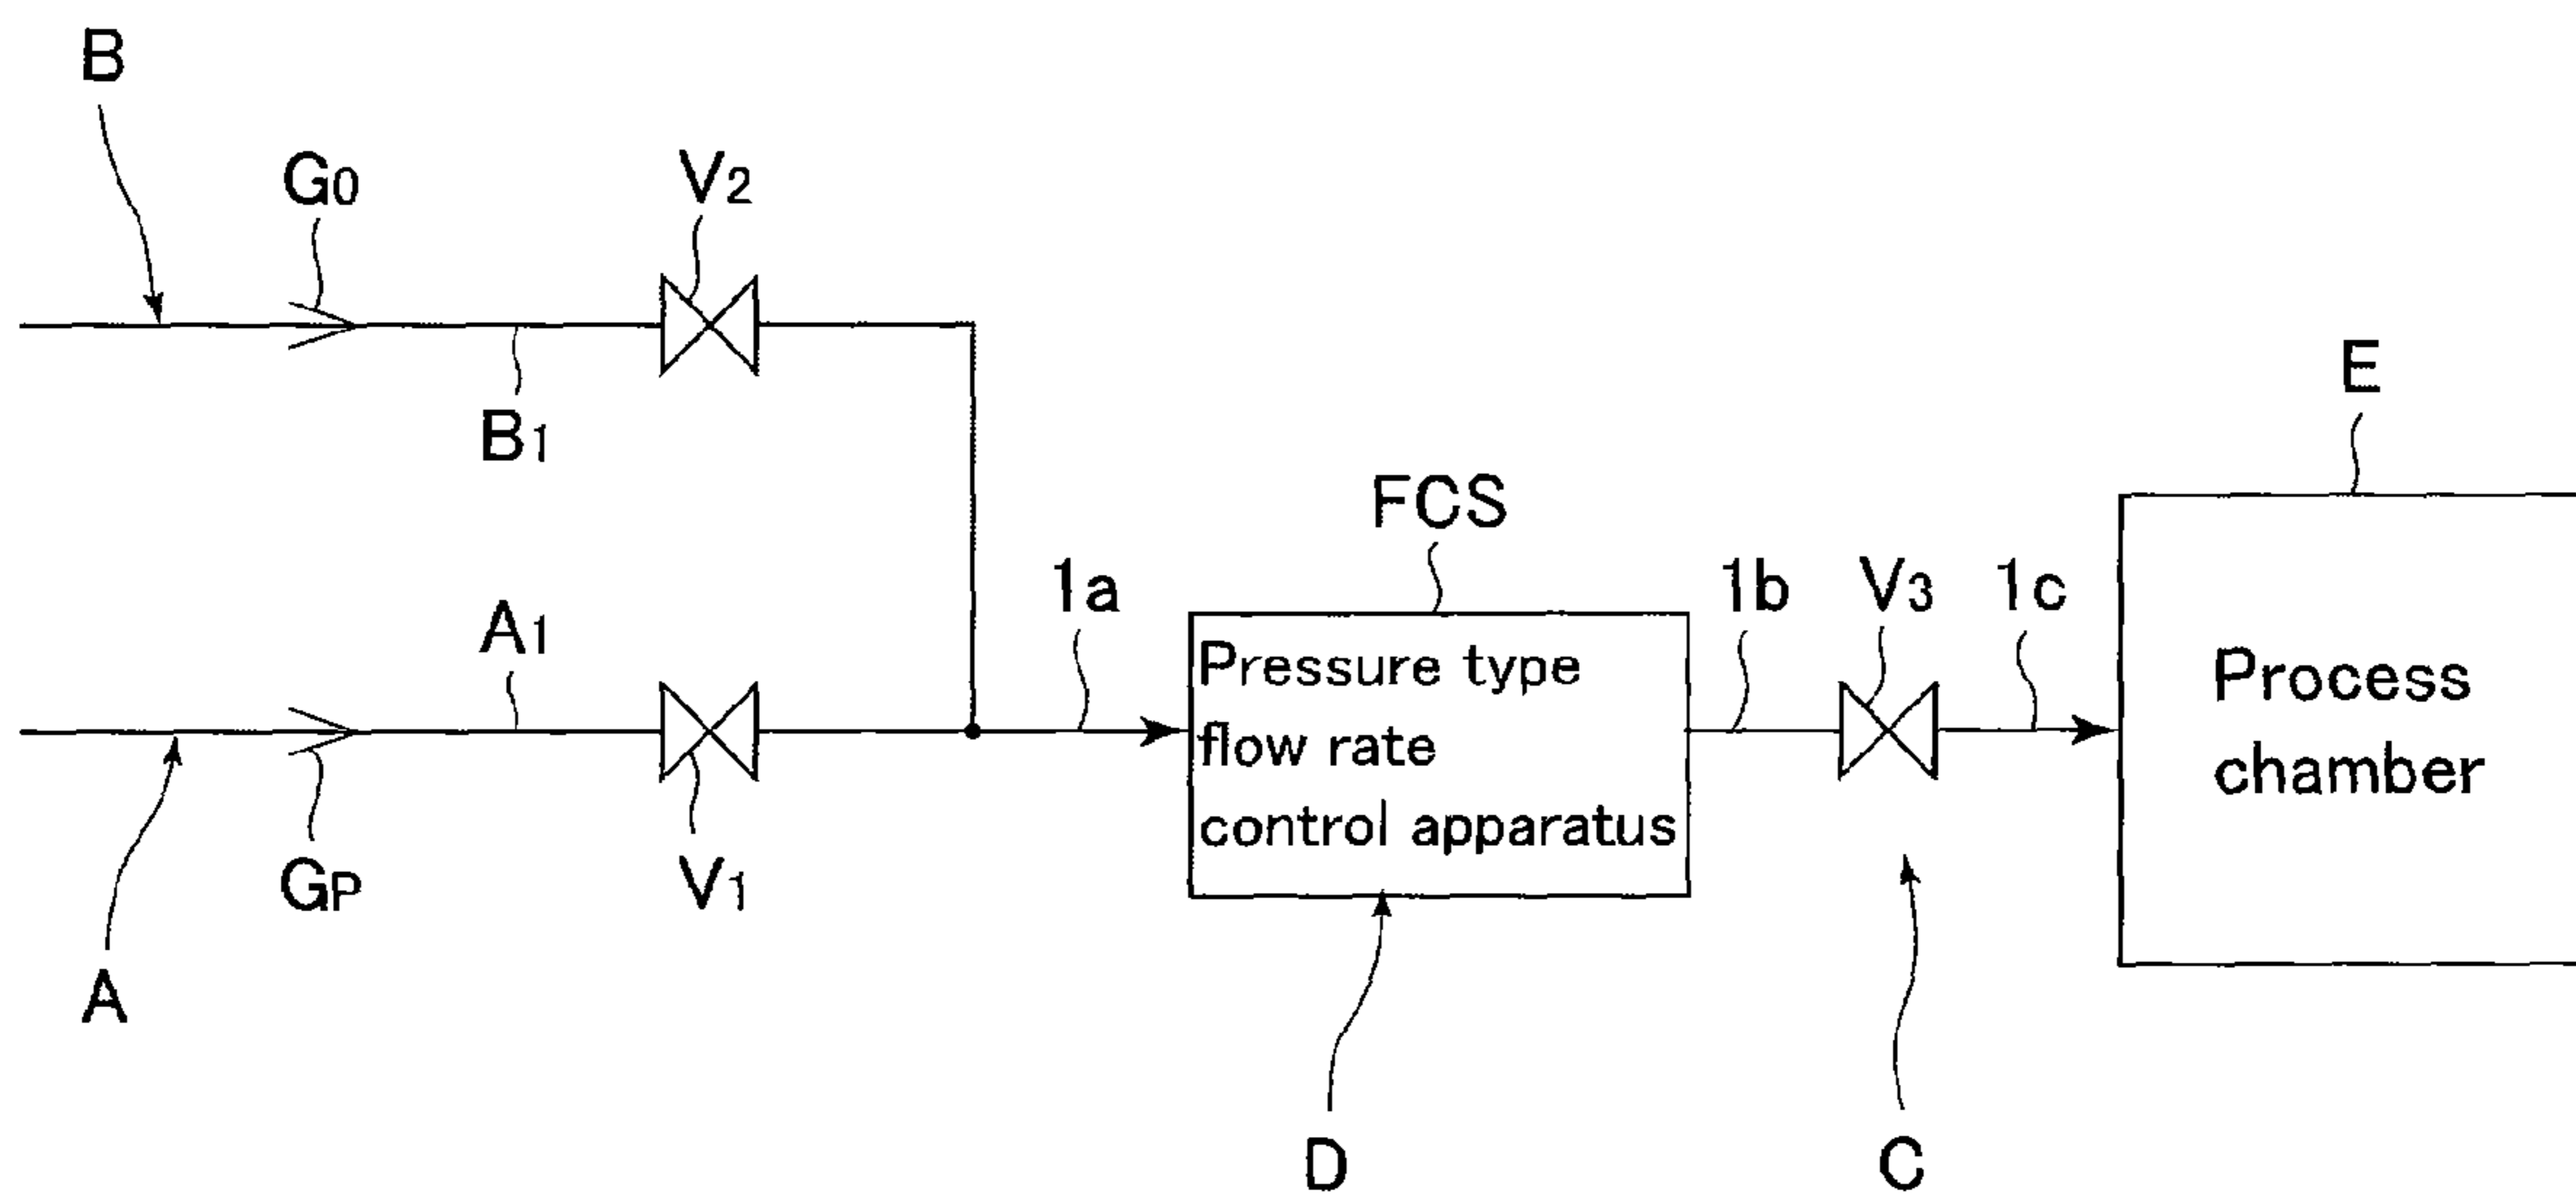 B
G0
V2
B1
E
FCS
A1
1a
1b
V3
1c
Pressure type
flow rate
control apparatus
Process
chamber
GP
V1
A
D
C